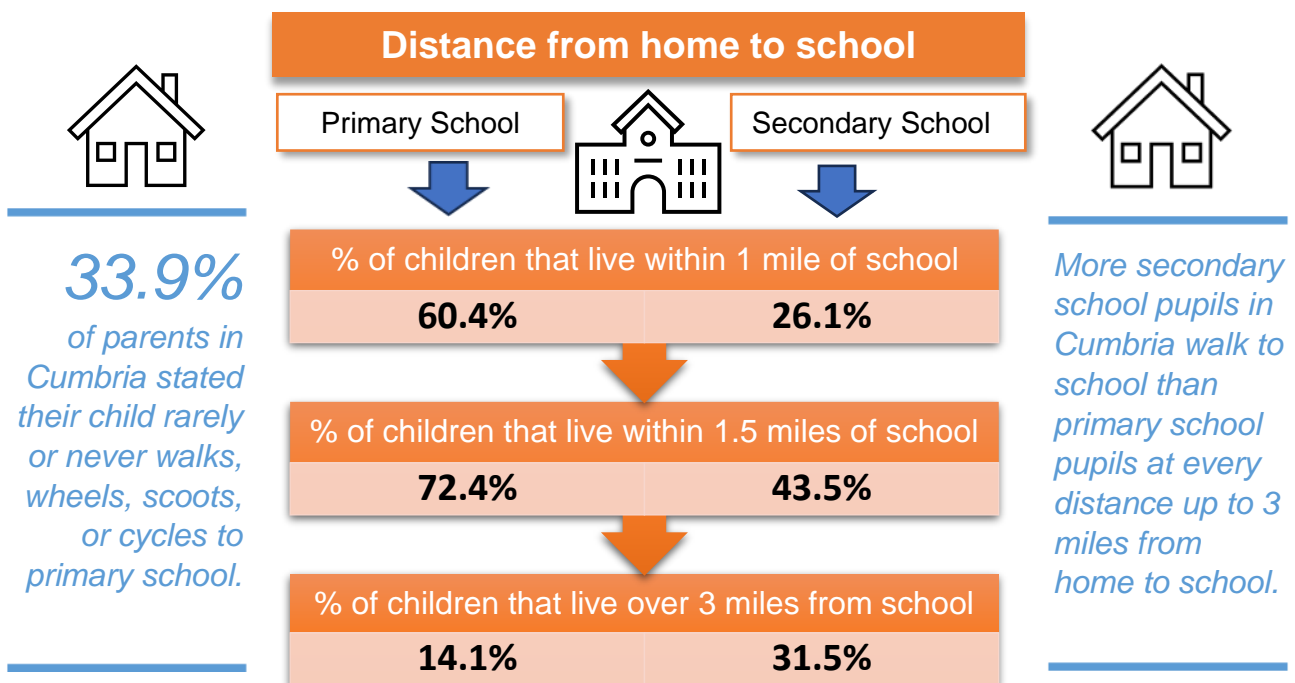 Distance from home to school
Primary School
Secondary School
33.9%
of parents in
Cumbria stated
their child rarely
or never walks,
wheels, scoots,
or cycles to
primary school.
% of children that live within 1 mile of school
60.4% 26.1%
% of children that live within 1.5 miles of school
72.4% 43.5%
% of children that live over 3 miles from school
14.1% 31.5%
More secondary
school pupils in
Cumbria walk to
school than
primary school
pupils at every
distance up to 3
miles from
home to school.